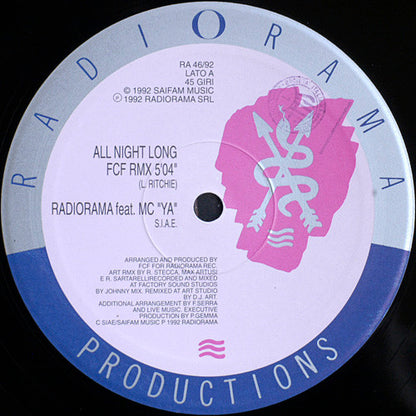 RADIORAMA
RA 46/92
LATO A
45 GIRI
© 1992 SAIFAM MUSIC
℗ 1992 RADIORAMA SRL
ALL NIGHT LONG
FCF RMX 5'04"
(L. RITCHIE)
RADIORAMA feat. MC "YA"
S.I.A.E.
ARRANGED AND PRODUCED BY
FCF FOR RADIORAMA REC.
ART RMX BY R. STECCA, MAX ARTUSI
E R. SARTARELLI RECORDED AND MIXED
AT FACTORY SOUND STUDIOS
BY JOHNNY MIX. REMIXED AT ART STUDIO
BY D.J. ART.
ADDITIONAL ARRANGEMENT BY F.SERRA
AND LIVE MUSIC. EXECUTIVE
PRODUCTION BY P.GEMMA
C SIAE/SAIFAM MUSIC P 1992 RADIORAMA
PRODUCTIONS